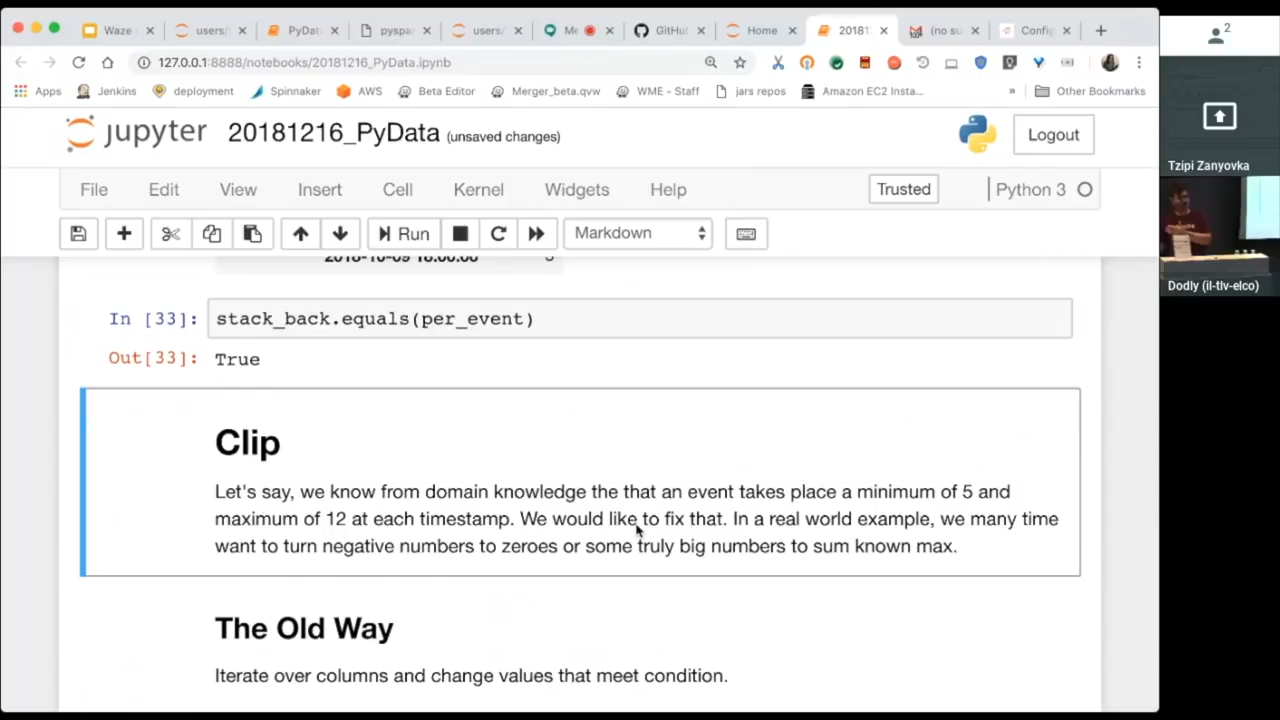 Waze
users/
PyData
pyspar
users/
Me
GitHul
Home
20181
(no su
Config
2
127.0.0.1:8888/notebooks/20181216_PyData.ipynb
Apps Jenkins deployment Spinnaker AWS Beta Editor Merger_beta.qvw WME - Staff jars repos Amazon EC2 Insta... » Other Bookmarks
jupyter 20181216_PyData (unsaved changes) Logout
Tzipi Zanyovka
File Edit View Insert Cell Kernel Widgets Help Trusted Python 3
Run Markdown
Dodly (il-tlv-elco)
In [33]: stack_back.equals(per_event)
Out[33]: True
Clip
Let's say, we know from domain knowledge the that an event takes place a minimum of 5 and
maximum of 12 at each timestamp. We would like to fix that. In a real world example, we many time
want to turn negative numbers to zeroes or some truly big numbers to sum known max.
The Old Way
Iterate over columns and change values that meet condition.